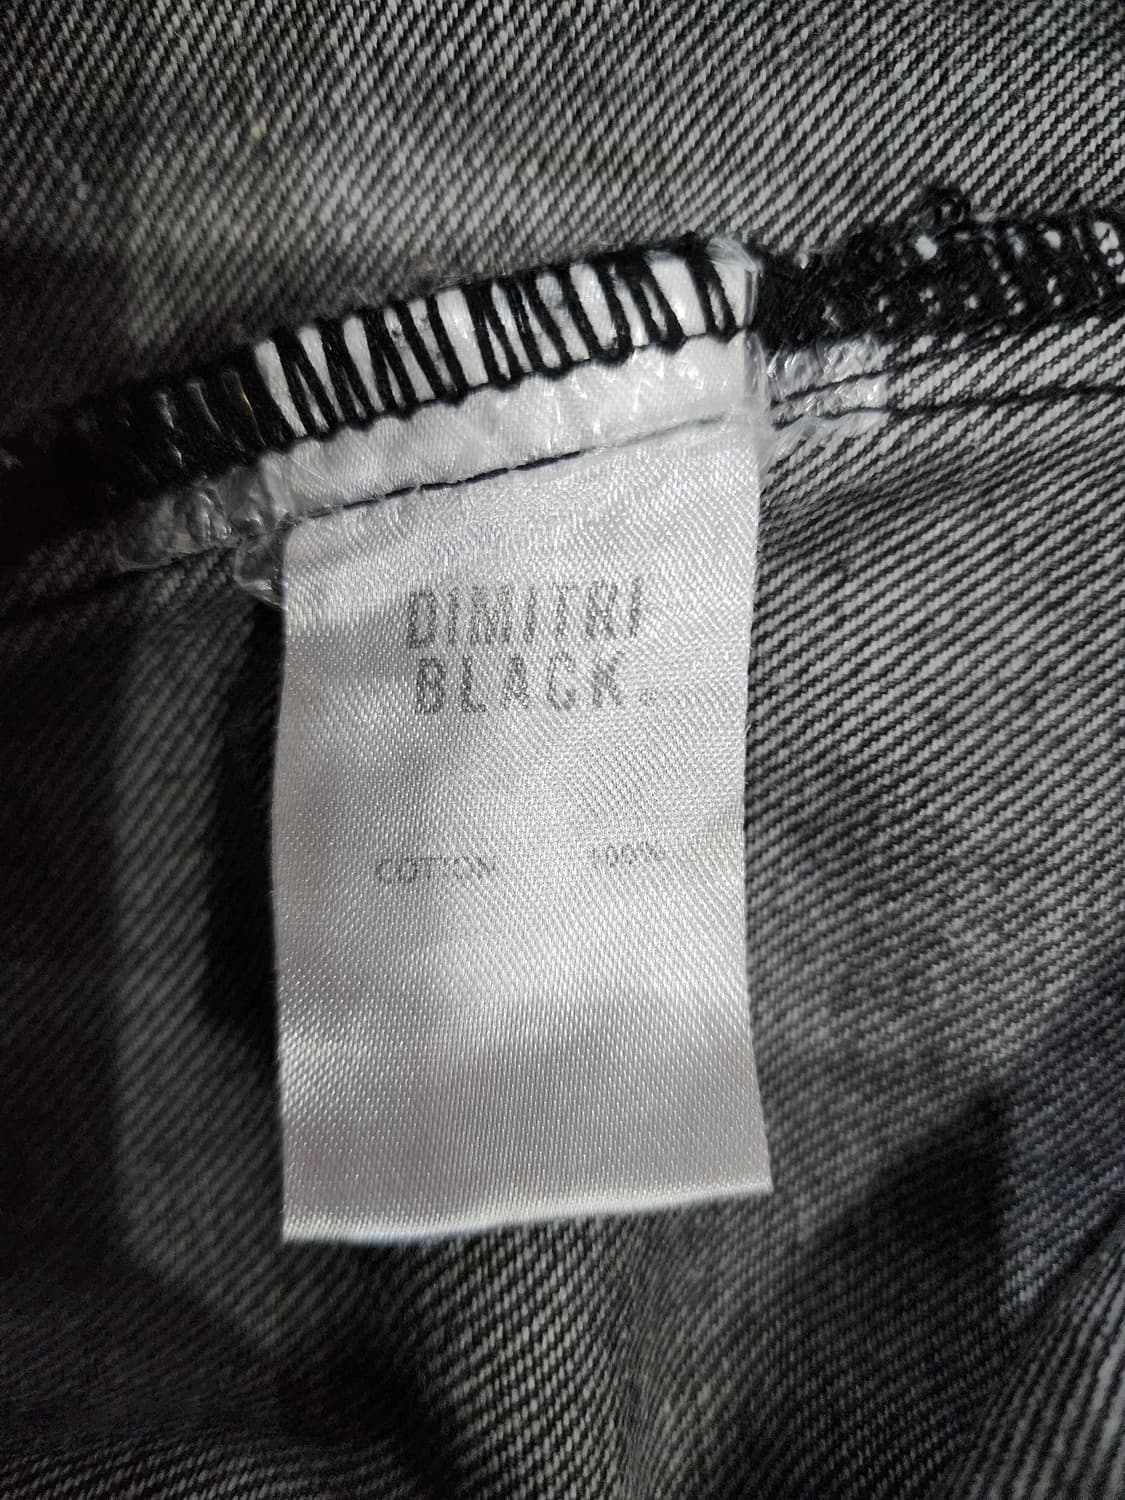 DIMITRI
BLACK.
COTTON 100%